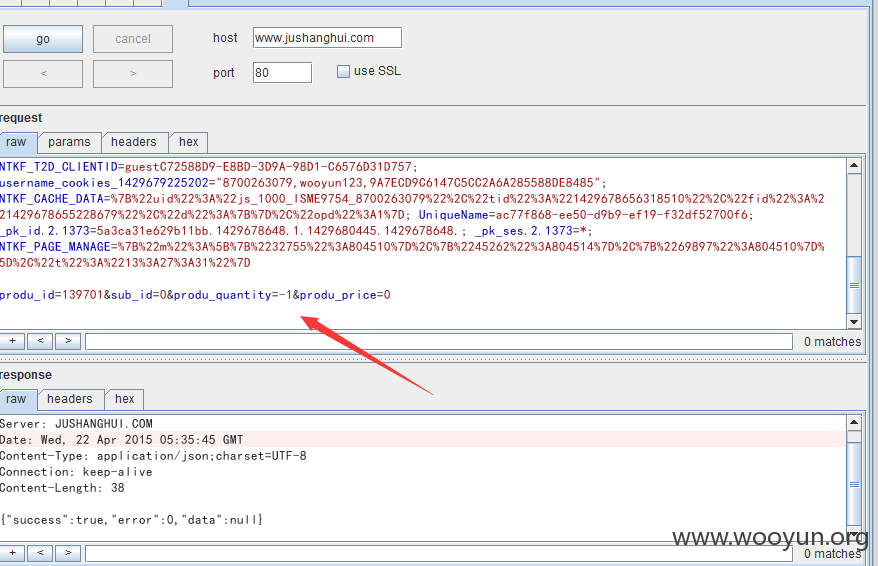 go
cancel
host
www.jushanghui.com
<
>
port
80
use SSL
request
raw
params
headers
hex
NTKF_T2D_CLIENTID=guestC72588D9-E8BD-3D9A-98D1-C6576D31D757;
username_cookies_1429679225202="8700263079,wooyun123,9A7ECD9C6147C5CC2A6A285588DE8485";
NTKF_CACHE_DATA=%7B%22uid%22%3A%22js_1000_ISME9754_8700263079%22%2C%22tid%22%3A%221429678656318510%22%2C%22fid%22%3A%2
21429678655228679%22%2C%22d%22%3A%7B%7D%2C%22opd%22%3A1%7D; UniqueName=ac77f868-ee50-d9b9-ef19-f32df52700f6;
_pk_id.2.1373=5a3ca31e629b11bb.1429678648.1.1429680445.1429678648.; _pk_ses.2.1373=*;
NTKF_PAGE_MANAGE=%7B%22m%22%3A%5B%7B%2232755%22%3A804510%7D%2C%7B%2245262%22%3A804514%7D%2C%7B%2269897%22%3A804510%7D%
5D%2C%22t%22%3A%2213%3A27%3A31%22%7D
produ_id=139701&sub_id=0&produ_quantity=-1&produ_price=0
+
<
>
0 matches
response
raw
headers
hex
Server: JUSHANGHUI.COM
Date: Wed, 22 Apr 2015 05:35:45 GMT
Content-Type: application/json;charset=UTF-8
Connection: keep-alive
Content-Length: 38
{"success":true,"error":0,"data":null}
www.wooyun.org
+
<
>
0 matches